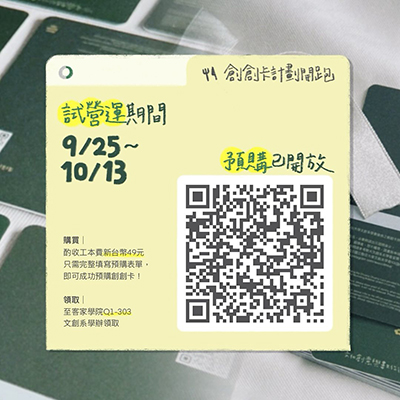 創創卡計劃開跑
試營運期間
9/25~
10/13
預購已開放
購買｜
酌收工本費新台幣49元
只需完整填寫預購表單，
即可成功預購創創卡！
領取｜
至客家學院Q1-303
文創系學辦領取